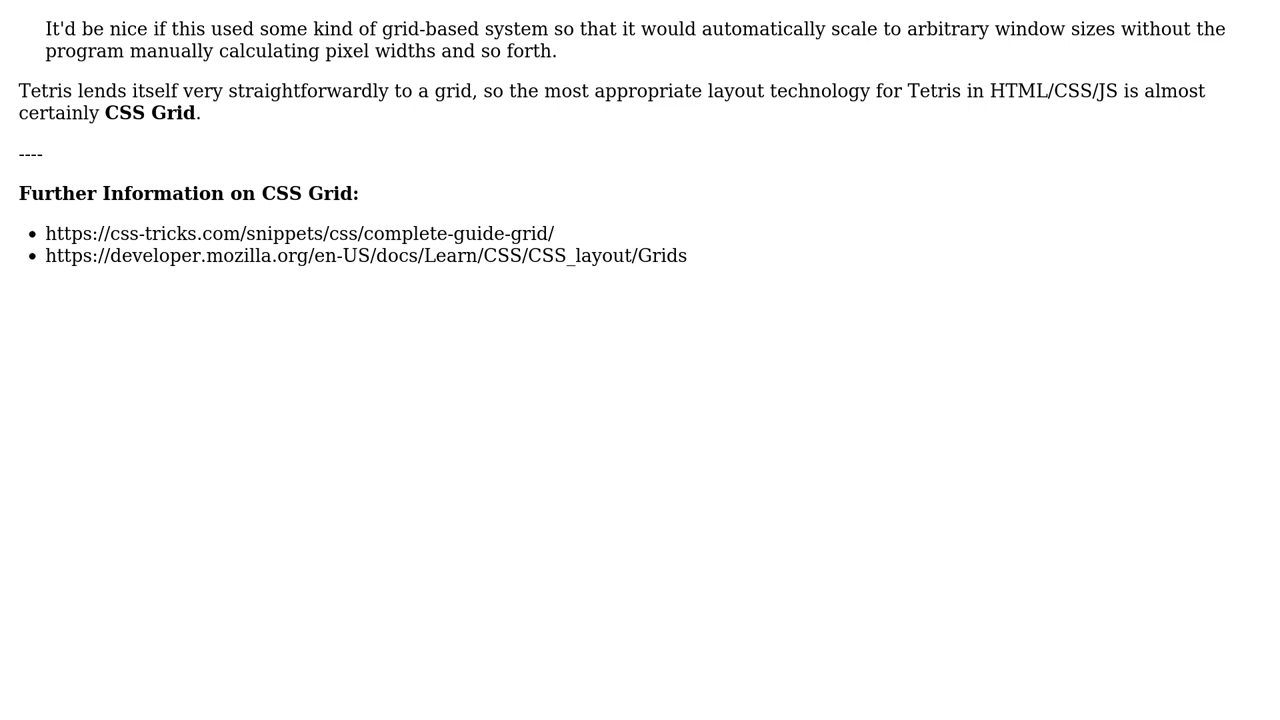 It'd be nice if this used some kind of grid-based system so that it would automatically scale to arbitrary window sizes without the
program manually calculating pixel widths and so forth.
Tetris lends itself very straightforwardly to a grid, so the most appropriate layout technology for Tetris in HTML/CSS/JS is almost
certainly CSS Grid.
----
Further Information on CSS Grid:
• https://css-tricks.com/snippets/css/complete-guide-grid/
• https://developer.mozilla.org/en-US/docs/Learn/CSS/CSS_layout/Grids